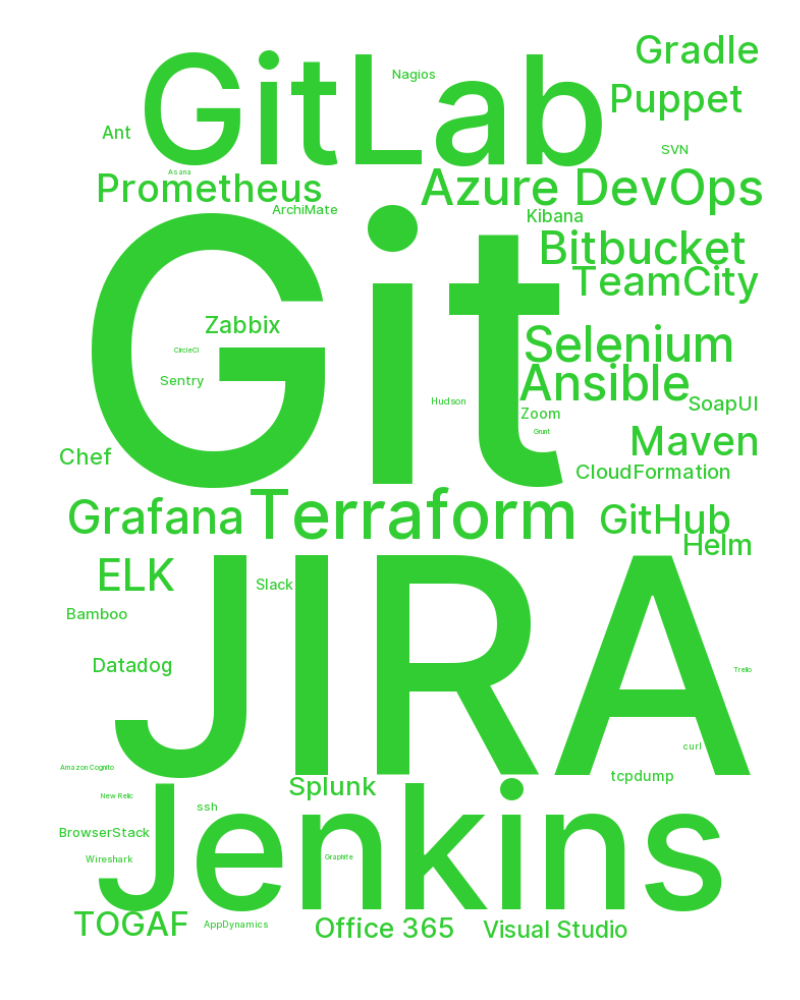 Gradle
GitLab
Nagios
Puppet
Ant
SVN
Asana
Prometheus
Azure DevOps
ArchiMate
Kibana
Git
Bitbucket
TeamCity
Zabbix
CircleCI
Selenium
Sentry
Ansible
Hudson
SoapUI
Zoom
Grunt
Maven
Chef
CloudFormation
Grafana
Terraform
GitHub
Helm
ELK
Slack
JIRA
Bamboo
Datadog
Trello
curl
Amazon Cognito
tcpdump
Splunk
New Relic
ssh
Jenkins
BrowserStack
Wireshark
Graphite
TOGAF
AppDynamics
Office 365
Visual Studio